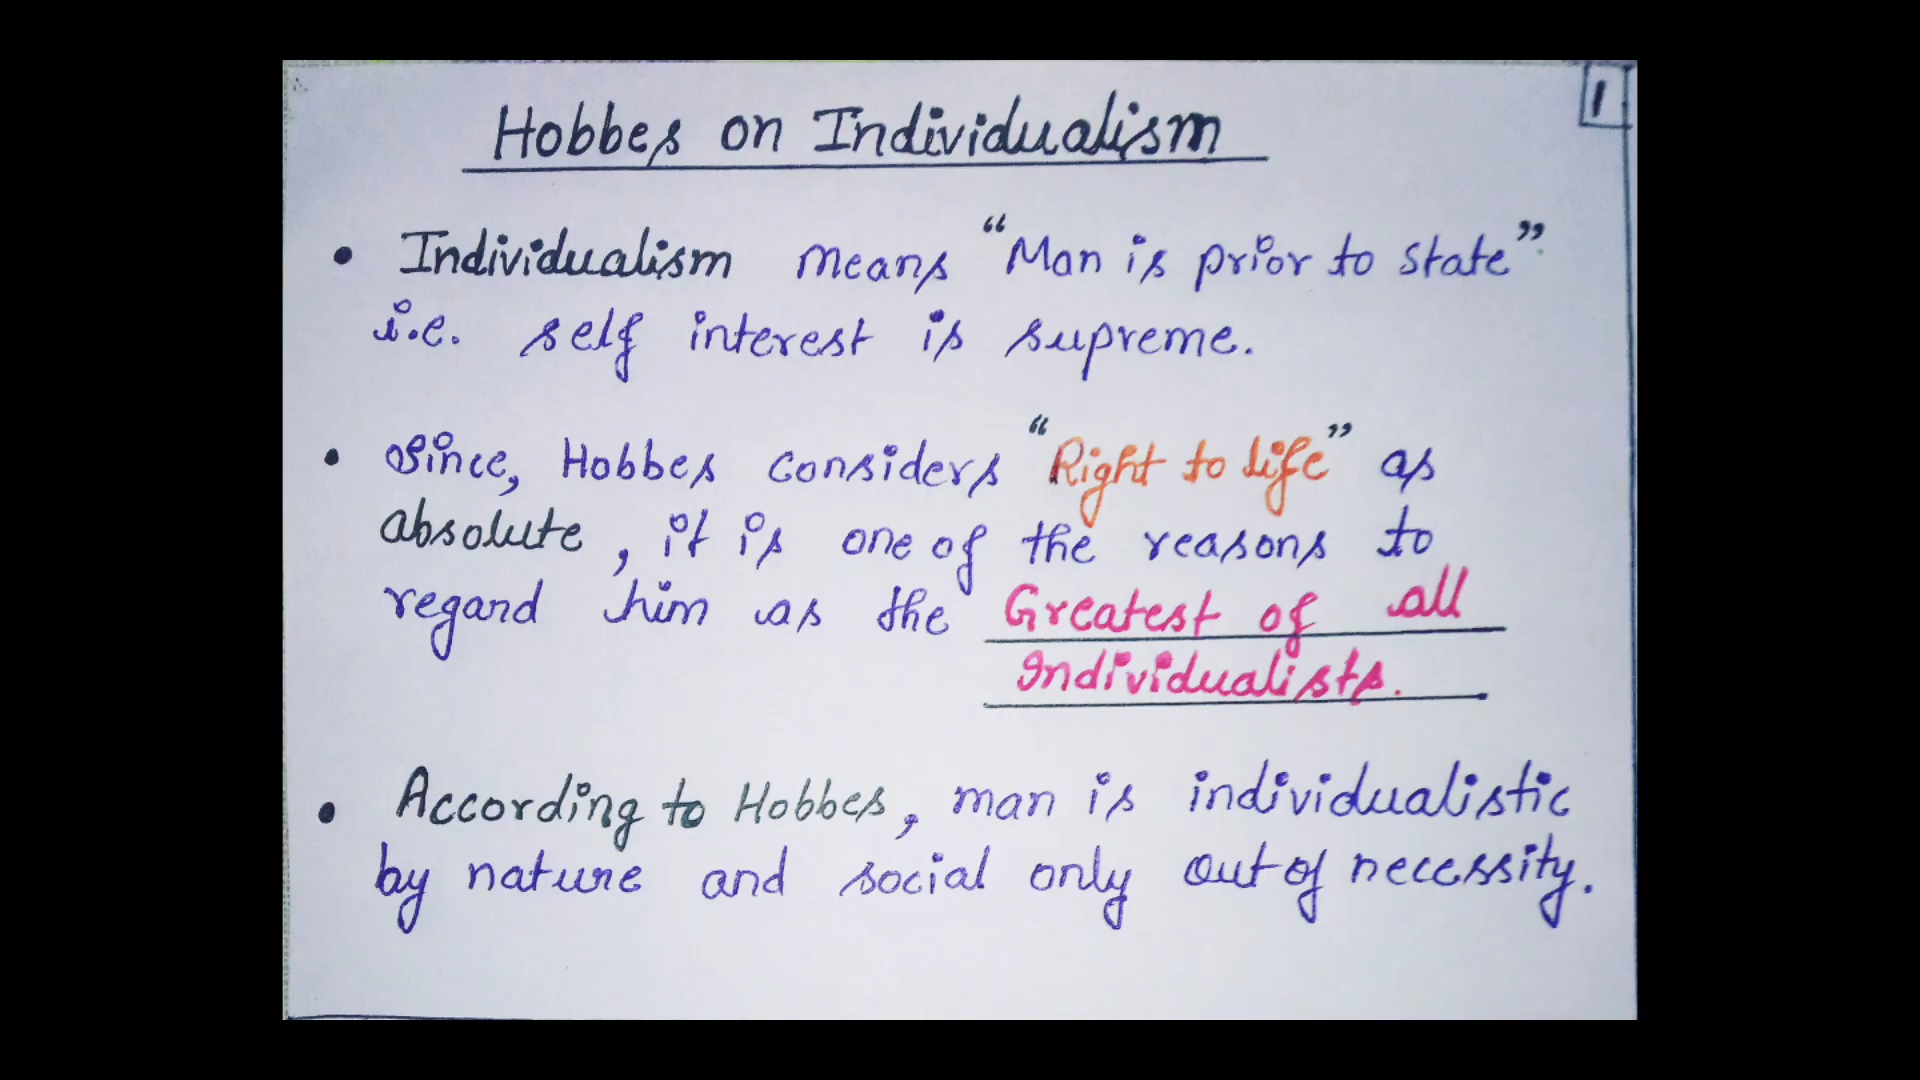 1
Hobbes on Individualism
• Individualism means "Man is prior to state"
i.e. self interest is supreme.
• Since, Hobbes considers "Right to life" as
absolute, it is one of the reasons to
regard him as the Greatest of all
Individualists.
• According to Hobbes, man is individualistic
by nature and social only out of necessity.